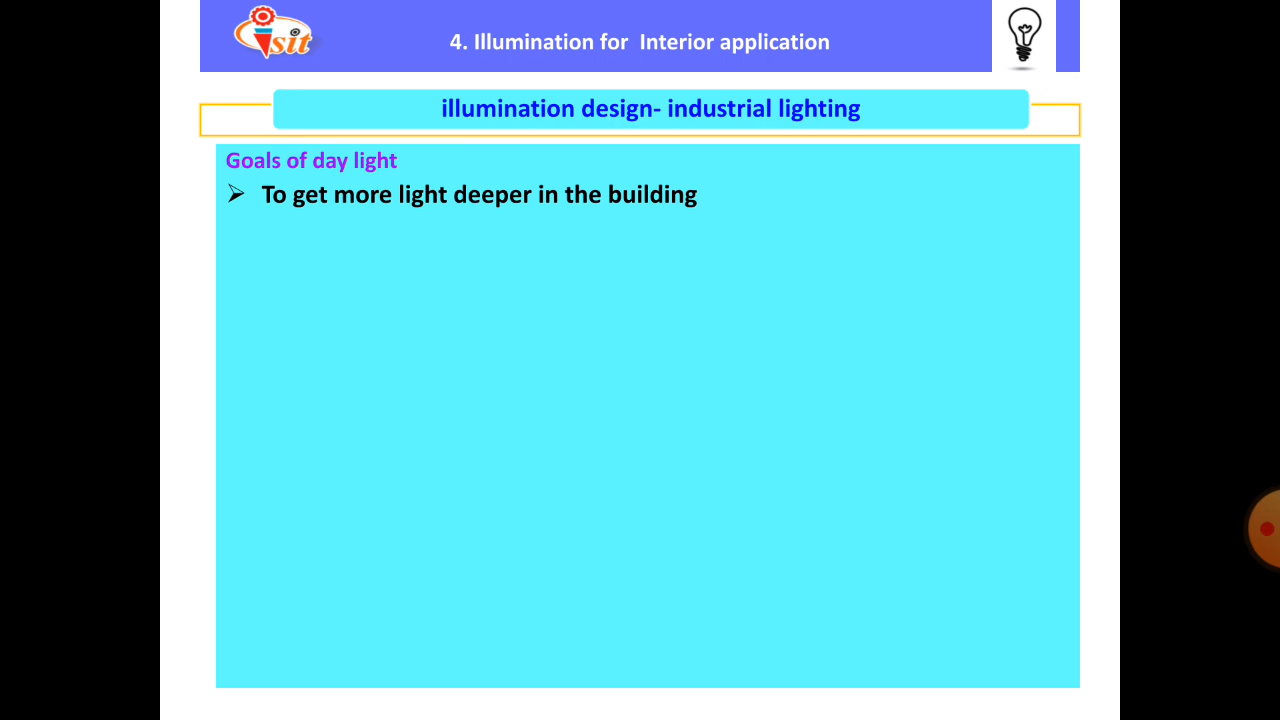 isit
4. Illumination for Interior application
illumination design- industrial lighting
Goals of day light
➢ To get more light deeper in the building